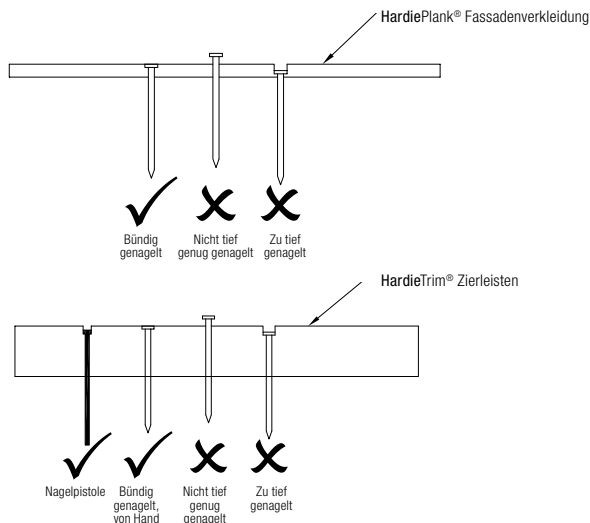 HardiePlank® Fassadenverkleidung
Bündig
genagelt
Nicht tief
genug genagelt
Zu tief
genagelt
HardieTrim® Zierleisten
Nagelpistole
Bündig
genagelt,
von Hand
Nicht tief
genug
genagelt
Zu tief
genagelt